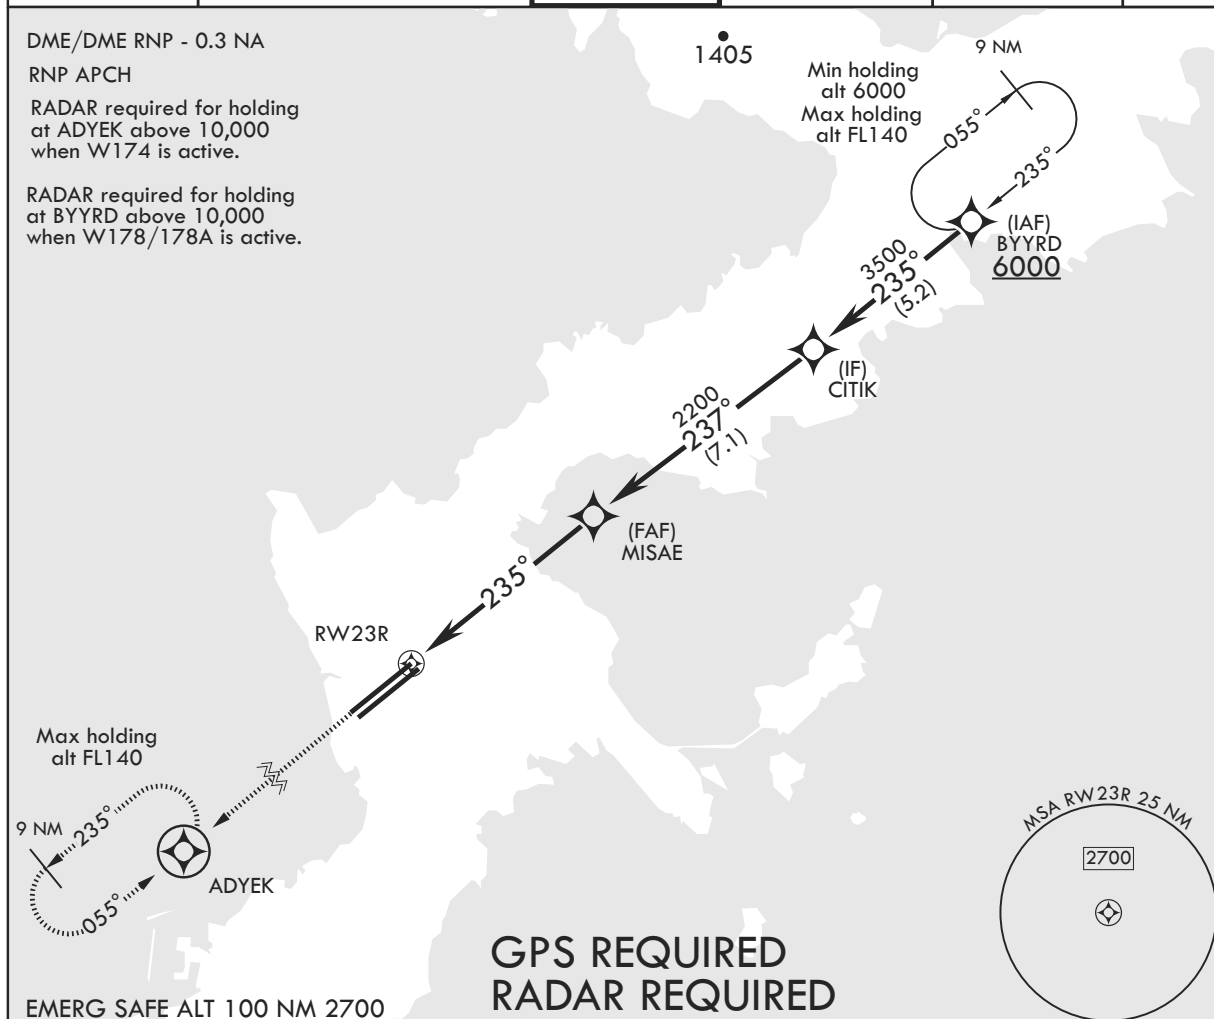 DME/DME RNP - 0.3 NA
RNP APCH
RADAR required for holding
at ADYEK above 10,000
when W174 is active.
RADAR required for holding
at BYYRD above 10,000
when W178/178A is active.
1405
9 NM
Min holding
alt 6000
Max holding
alt FL140
055°
235°
(IAF)
BYYRD
6000
3500
235°
(5.2)
(IF)
CITIK
2200
237°
(7.1)
(FAF)
MISAE
235°
RW23R
Max holding
alt FL140
9 NM
235°
055°
ADYEK
MSA RW23R 25 NM
2700
GPS REQUIRED
RADAR REQUIRED
EMERG SAFE ALT 100 NM 2700